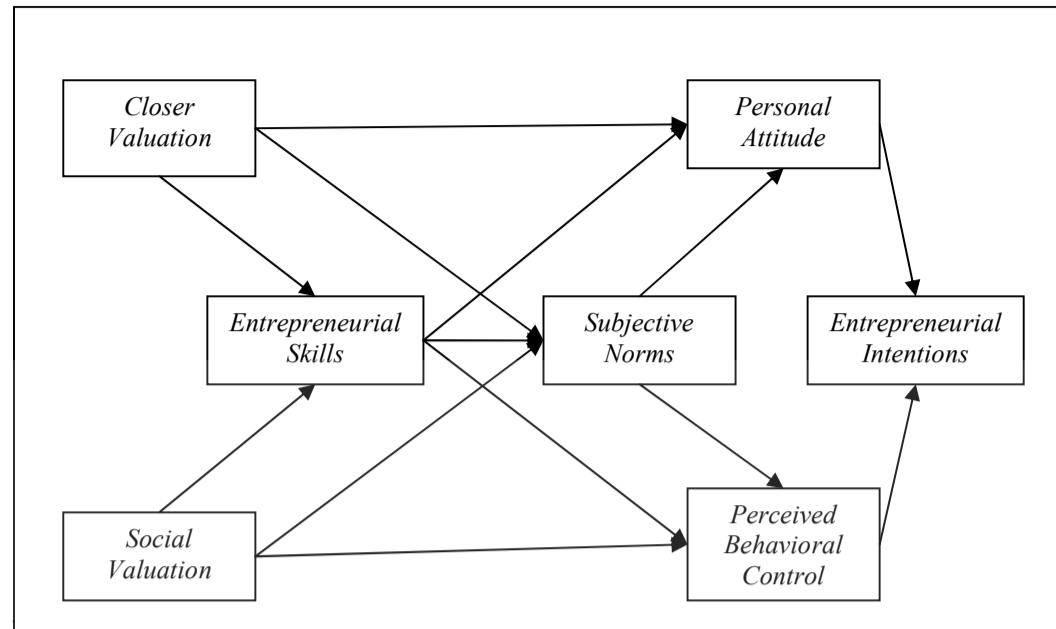 Closer
Valuation
Personal
Attitude
Entrepreneurial
Skills
Subjective
Norms
Entrepreneurial
Intentions
Social
Valuation
Perceived
Behavioral
Control